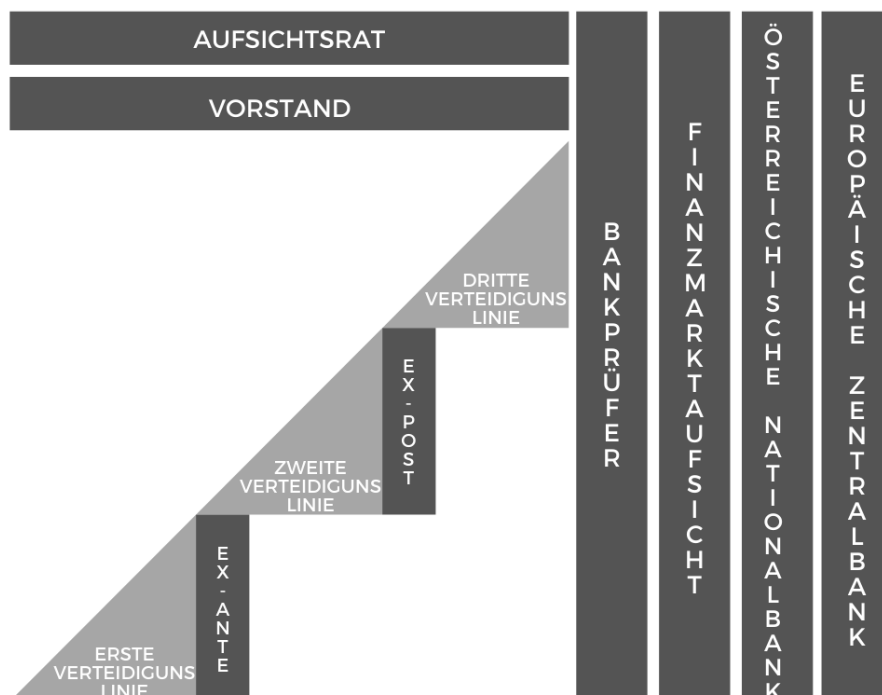 AUFSICHTSRAT
VORSTAND
DRITTE
VERTEIDIGUNS
LINIE
EX-POST
ZWEITE
VERTEIDIGUNS
LINIE
EX-ANTE
ERSTE
VERTEIDIGUNS
LINIE
BANKPRÜFER
FINANZMARKTAUFSICHT
ÖSTERREICHISCHE NATIONALBANK
EUROPÄISCHE ZENTRALBANK